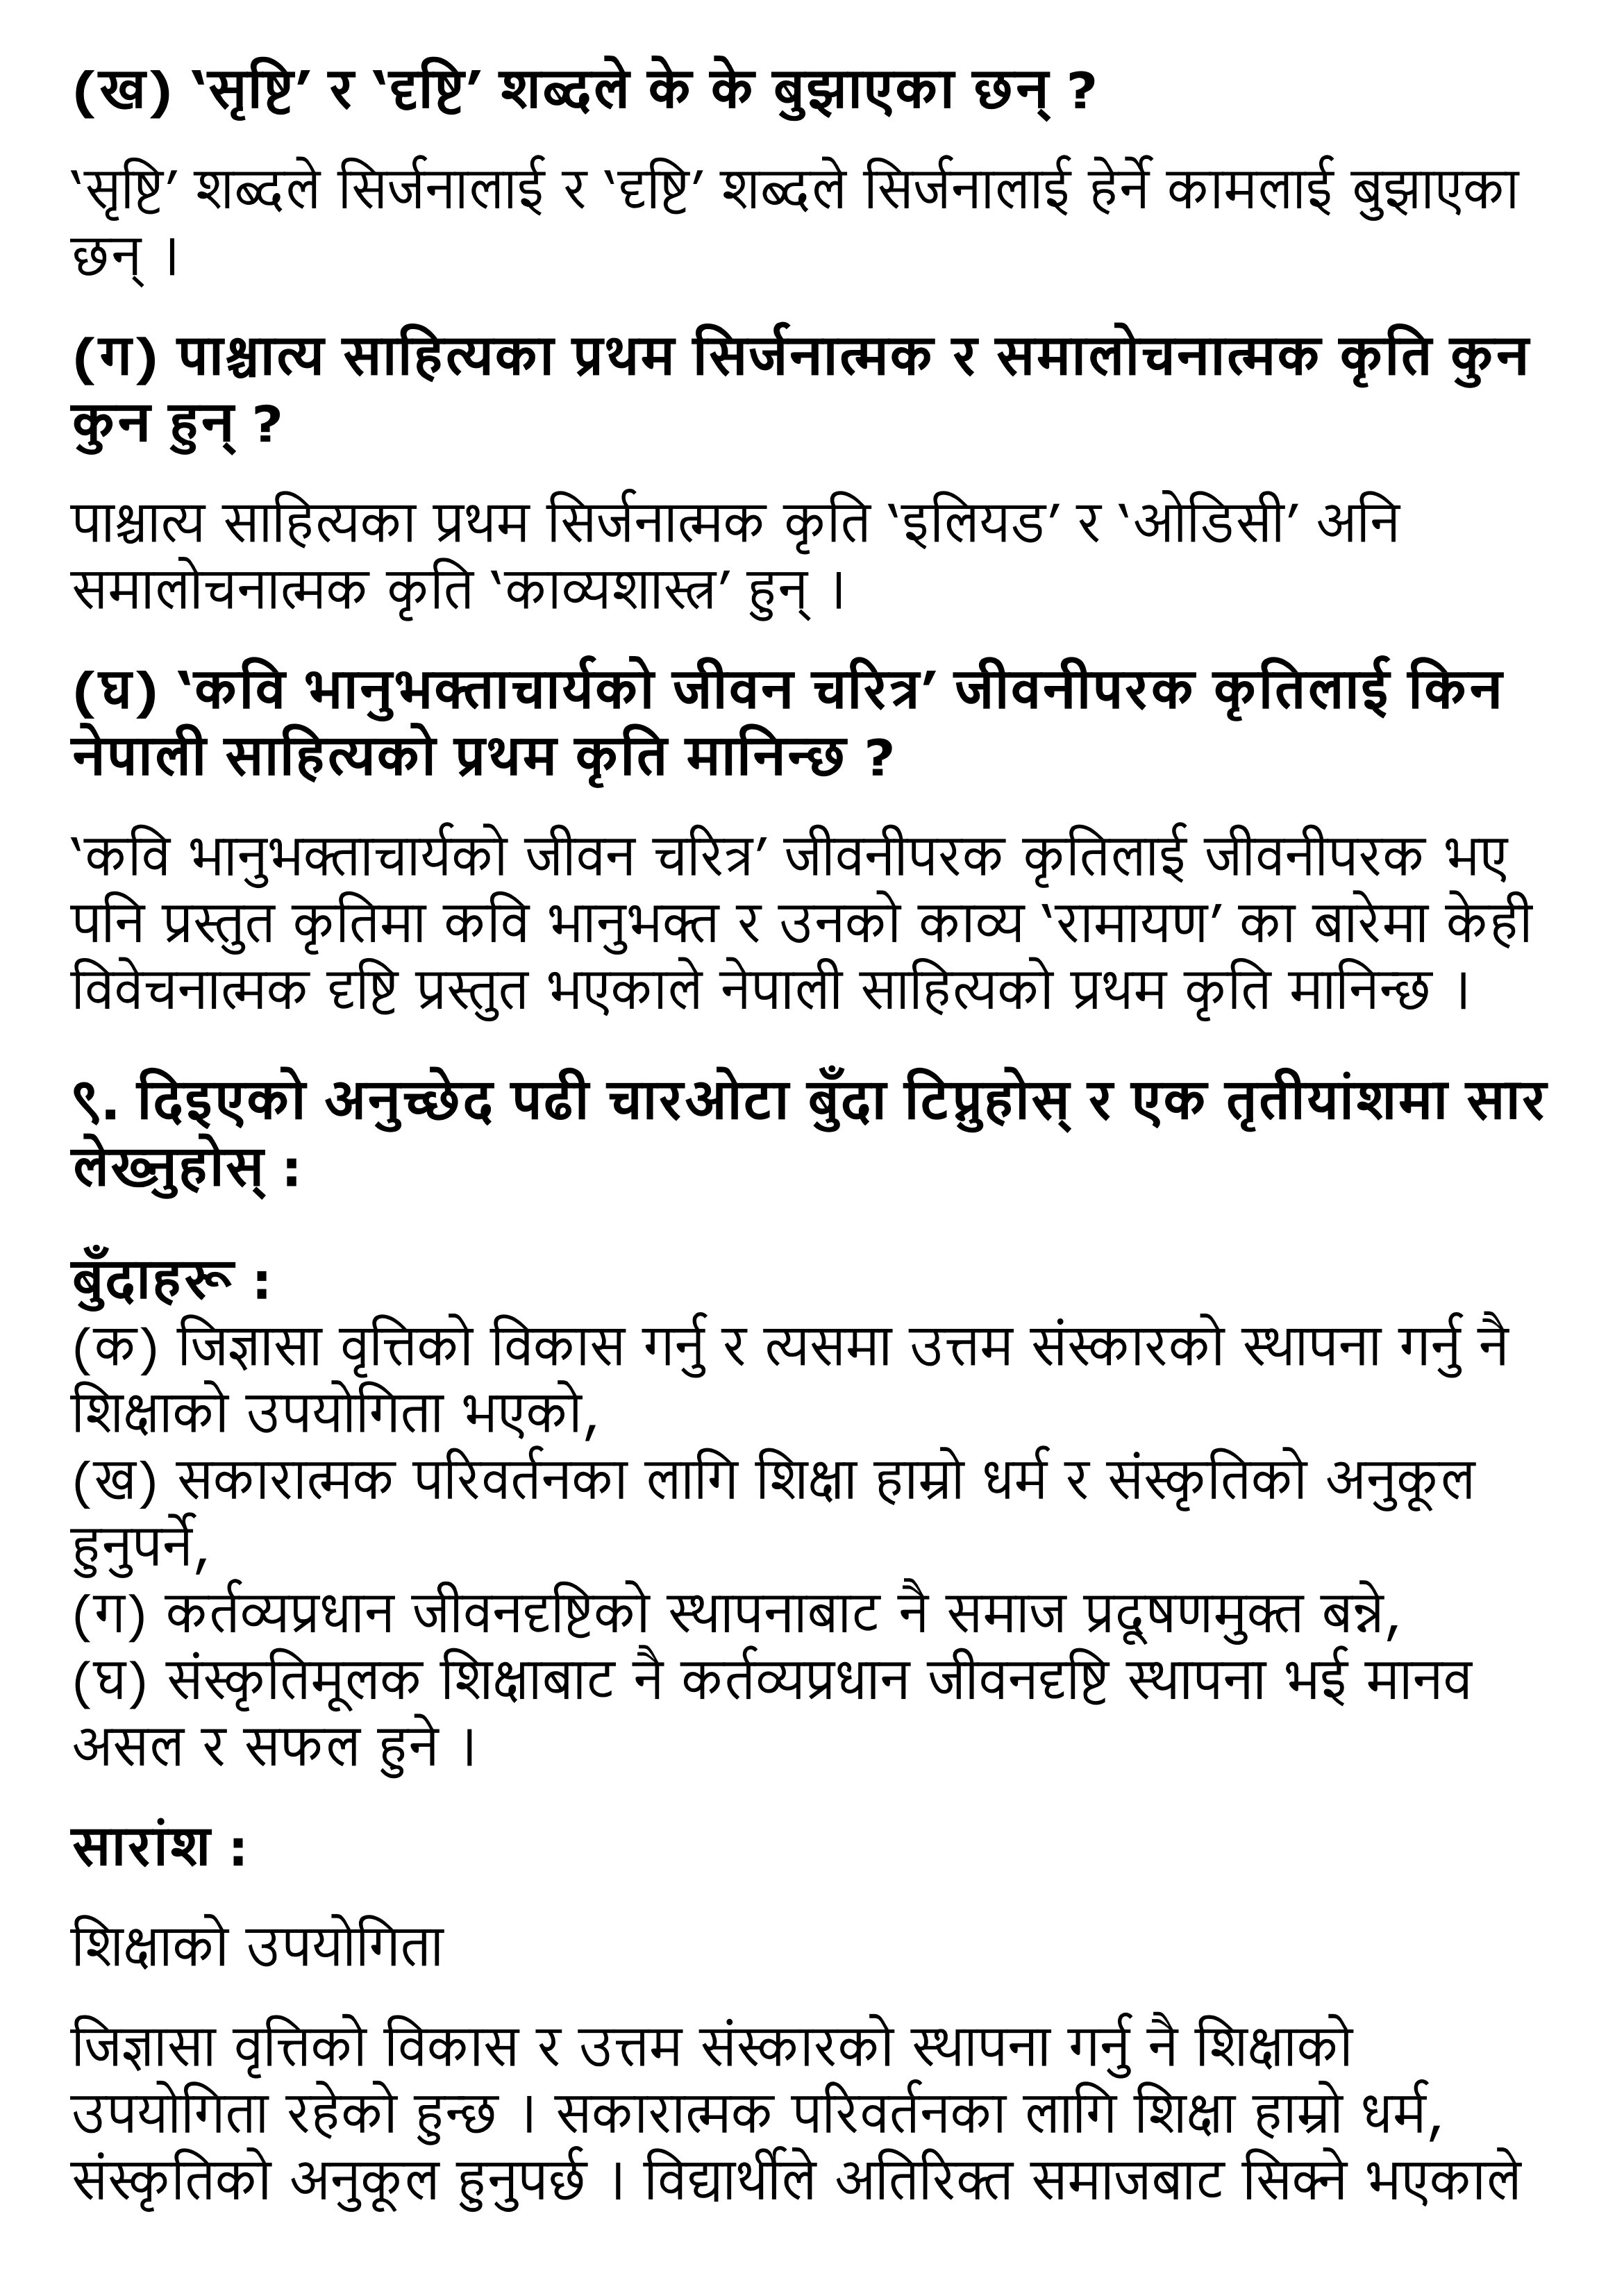 (ख) ‘सृष्टि’ र ‘दृष्टि’ शब्दले के के बुझाएका छन् ?
‘सृष्टि’ शब्दले सिर्जनालाई र ‘दृष्टि’ शब्दले सिर्जनालाई हेर्ने कामलाई बुझाएका
छन् ।
(ग) पाश्चात्य साहित्यका प्रथम सिर्जनात्मक र समालोचनात्मक कृति कुन
कुन हुन् ?
पाश्चात्य साहित्यका प्रथम सिर्जनात्मक कृति ‘इलियड’ र ‘ओडिसी’ अनि
समालोचनात्मक कृति ‘काव्यशास्त्र’ हुन् ।
(घ) ‘कवि भानुभक्ताचार्यको जीवन चरित्र’ जीवनीपरक कृतिलाई किन
नेपाली साहित्यको प्रथम कृति मानिन्छ ?
‘कवि भानुभक्ताचार्यको जीवन चरित्र’ जीवनीपरक कृतिलाई जीवनीपरक भए
पनि प्रस्तुत कृतिमा कवि भानुभक्त र उनको काव्य ‘रामायण’ का बारेमा केही
विवेचनात्मक दृष्टि प्रस्तुत भएकाले नेपाली साहित्यको प्रथम कृति मानिन्छ ।
९. दिइएको अनुच्छेद पढी चारओटा बुँदा टिप्नुहोस् र एक तृतीयांशमा सार
लेख्नुहोस् :
बुँदाहरू :
(क) जिज्ञासा वृत्तिको विकास गर्नु र त्यसमा उत्तम संस्कारको स्थापना गर्नु नै
शिक्षाको उपयोगिता भएको,
(ख) सकारात्मक परिवर्तनका लागि शिक्षा हाम्रो धर्म र संस्कृतिको अनुकूल
हुनुपर्ने,
(ग) कर्तव्यप्रधान जीवनदृष्टिको स्थापनाबाट नै समाज प्रदूषणमुक्त बन्ने,
(घ) संस्कृतिमूलक शिक्षाबाट नै कर्तव्यप्रधान जीवनदृष्टि स्थापना भई मानव
असल र सफल हुने ।
सारांश :
शिक्षाको उपयोगिता
जिज्ञासा वृत्तिको विकास र उत्तम संस्कारको स्थापना गर्नु नै शिक्षाको
उपयोगिता रहेको हुन्छ । सकारात्मक परिवर्तनका लागि शिक्षा हाम्रो धर्म,
संस्कृतिको अनुकूल हुनुपर्छ । विद्यार्थीले अतिरिक्त समाजबाट सिक्ने भएकाले